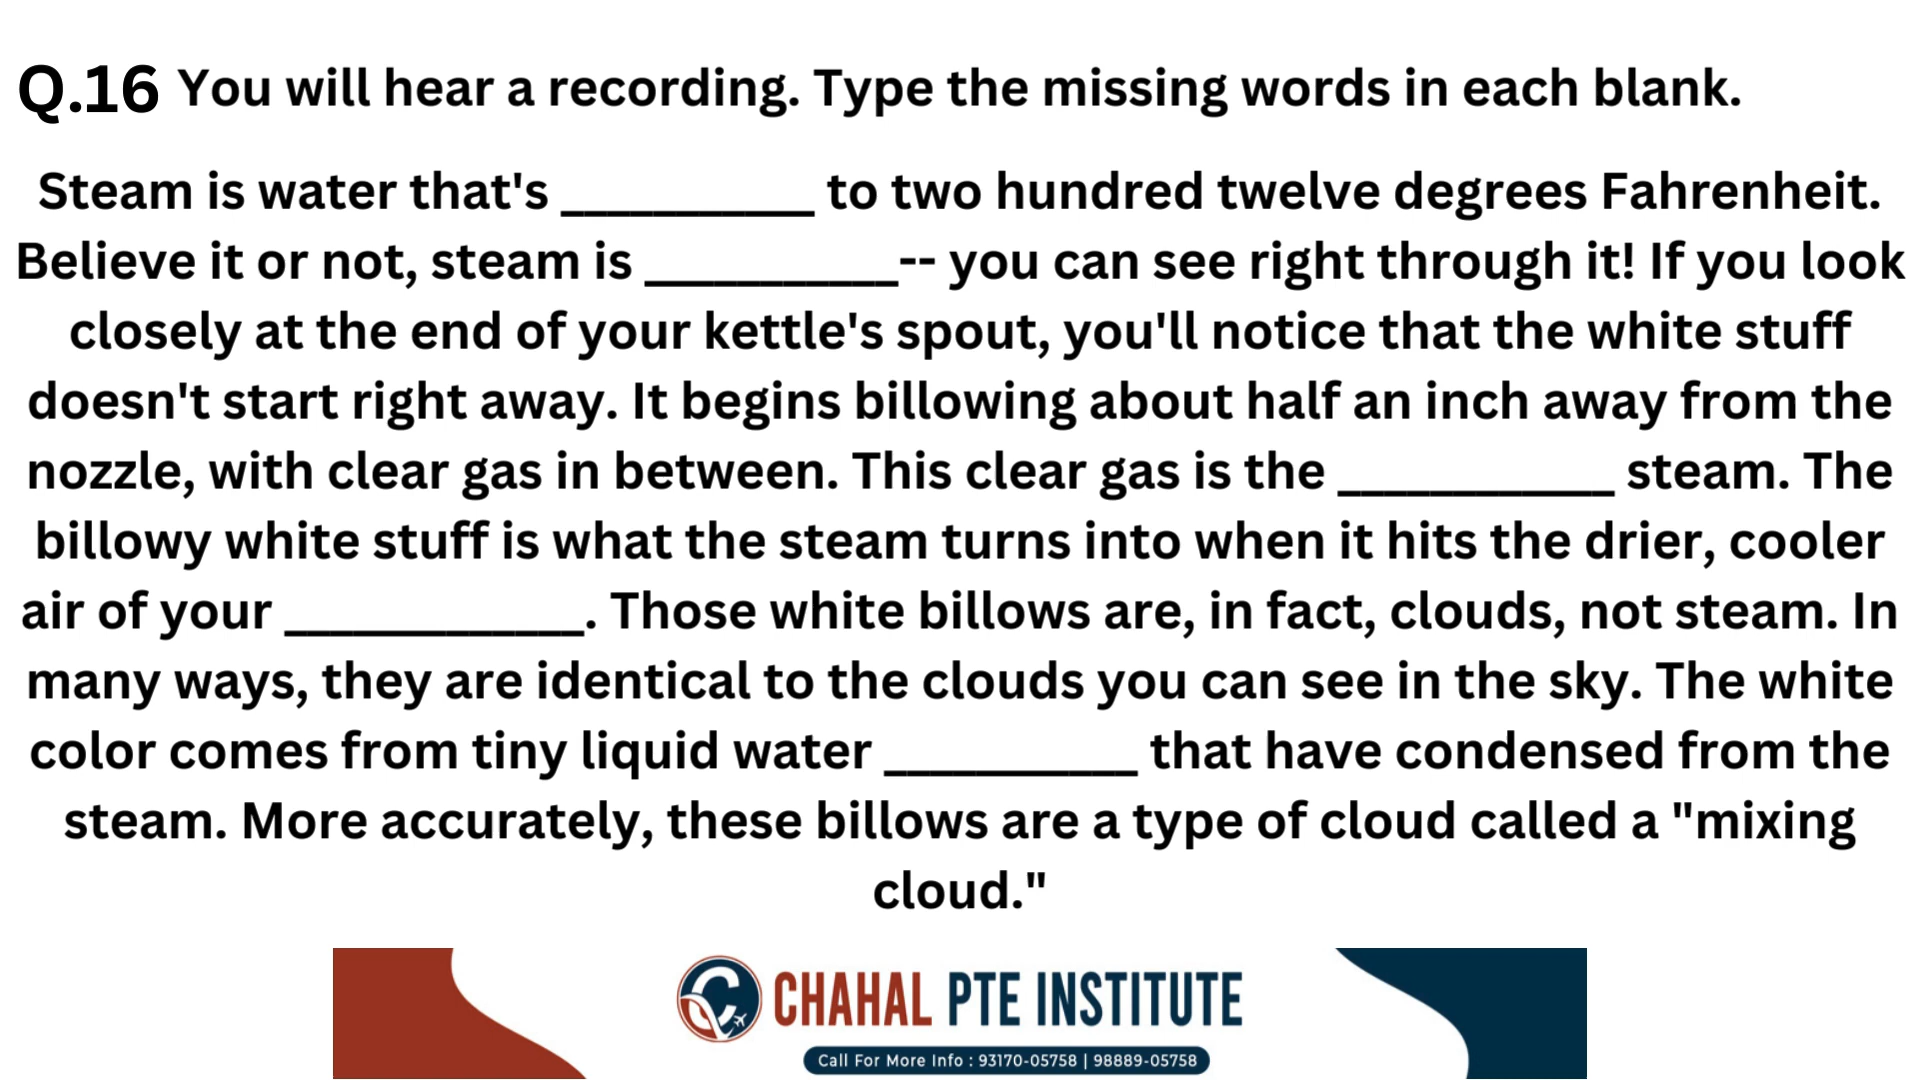 Q.16 You will hear a recording. Type the missing words in each blank.
Steam is water that's ___________ to two hundred twelve degrees Fahrenheit.
Believe it or not, steam is ___________-- you can see right through it! If you look
closely at the end of your kettle's spout, you'll notice that the white stuff
doesn't start right away. It begins billowing about half an inch away from the
nozzle, with clear gas in between. This clear gas is the ____________ steam. The
billowy white stuff is what the steam turns into when it hits the drier, cooler
air of your _____________. Those white billows are, in fact, clouds, not steam. In
many ways, they are identical to the clouds you can see in the sky. The white
color comes from tiny liquid water ___________ that have condensed from the
steam. More accurately, these billows are a type of cloud called a "mixing
cloud."
CHAHAL PTE INSTITUTE
Call For More Info : 93170-05758 | 98889-05758